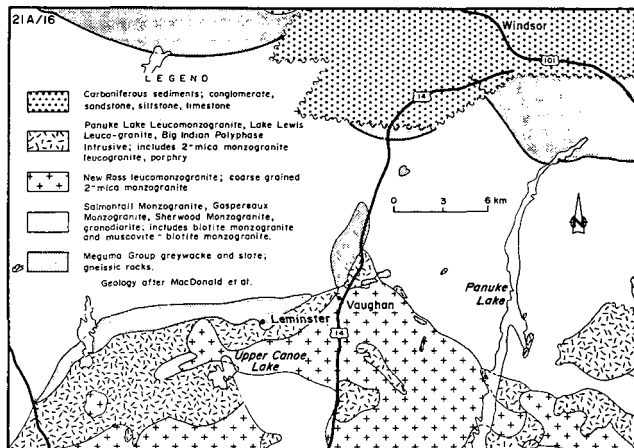 21A/16
Windsor
101
LEGEND
Carboniferous sediments; conglomerate,
sandstone, siltstone, limestone
14
Panuke Lake Leucomonzogranite, Lake Lewis
Leuco-granite, Big Indian Polyphase
Intrusive; includes 2-mica monzogranite
leucogranite, porphry
New Ross leucomonzogranite; coarse grained
2-mica monzogranite
Salmontail Monzogranite, Gaspereaux
Monzogranite, Sherwood Monzogranite,
granodiorite; includes biotite monzogranite
and muscovite-biotite monzogranite.
0 3 6 km
N
Meguma Group greywacke and slate;
gneissic rocks.
Geology after MacDonald et al.
Panuke
Lake
Vaughan
Leminster
14
Upper Canoe
Lake